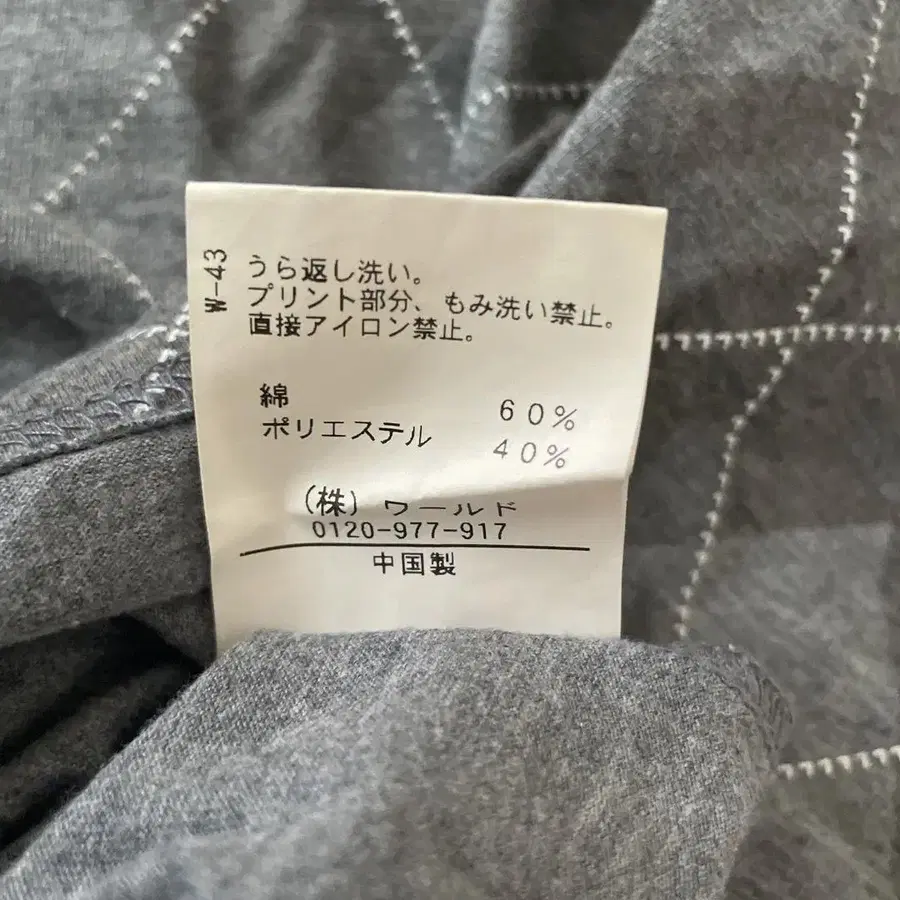 W-43
うら返し洗い。
プリント部分、もみ洗い禁止。
直接アイロン禁止。
綿 60%
ポリエステル 40%
(株) ワールド
0120-977-917
中国製